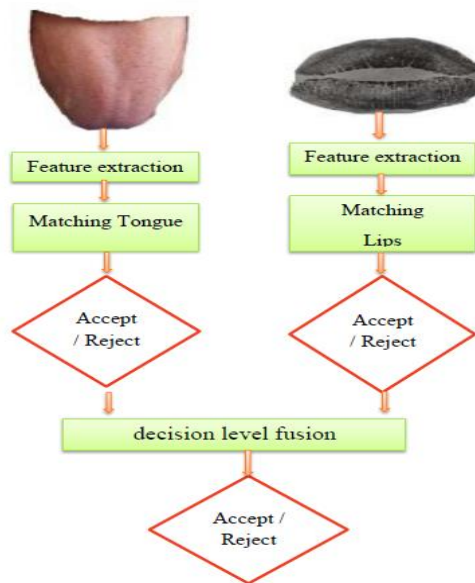 Feature extraction
Feature extraction
Matching Tongue
Matching
Lips
Accept
/ Reject
Accept
/ Reject
decision level fusion
Accept /
Reject